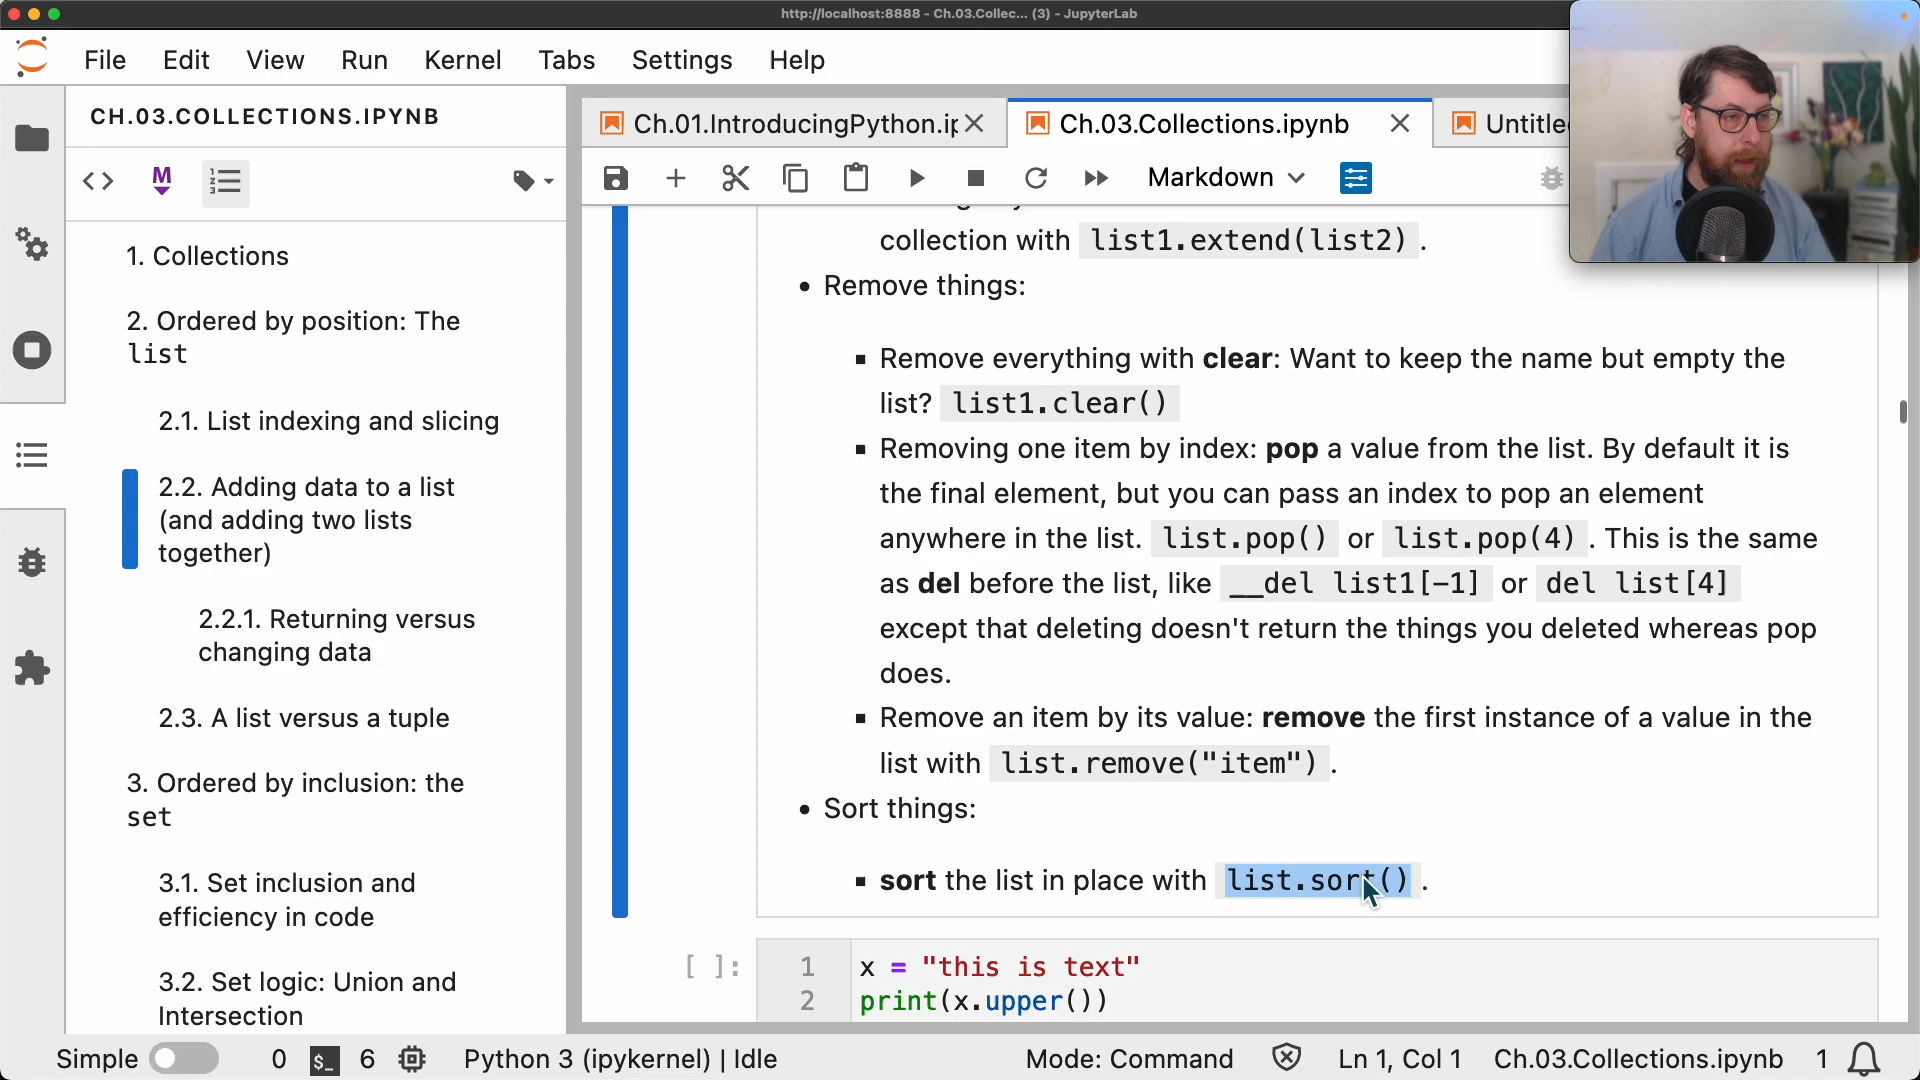 http://localhost:8888 - Ch.03.Collec... (3) - JupyterLab
File Edit View Run Kernel Tabs Settings Help
CH.03.COLLECTIONS.IPYNB
1. Collections
2. Ordered by position: The
list
2.1. List indexing and slicing
2.2. Adding data to a list
(and adding two lists
together)
2.2.1. Returning versus
changing data
2.3. A list versus a tuple
3. Ordered by inclusion: the
set
3.1. Set inclusion and
efficiency in code
3.2. Set logic: Union and
Intersection
Ch.01.IntroducingPython.ip
Ch.03.Collections.ipynb
Untitle
Markdown
collection with list1.extend(list2) .
• Remove things:
▪ Remove everything with clear: Want to keep the name but empty the
list? list1.clear()
▪ Removing one item by index: pop a value from the list. By default it is
the final element, but you can pass an index to pop an element
anywhere in the list. list.pop() or list.pop(4) . This is the same
as del before the list, like __del list1[-1] or del list[4]
except that deleting doesn't return the things you deleted whereas pop
does.
▪ Remove an item by its value: remove the first instance of a value in the
list with list.remove("item") .
• Sort things:
▪ sort the list in place with list.sort() .
[ ]:
1 x = "this is text"
2 print(x.upper())
Simple 0 $_ 6 Python 3 (ipykernel) | Idle Mode: Command Ln 1, Col 1 Ch.03.Collections.ipynb 1